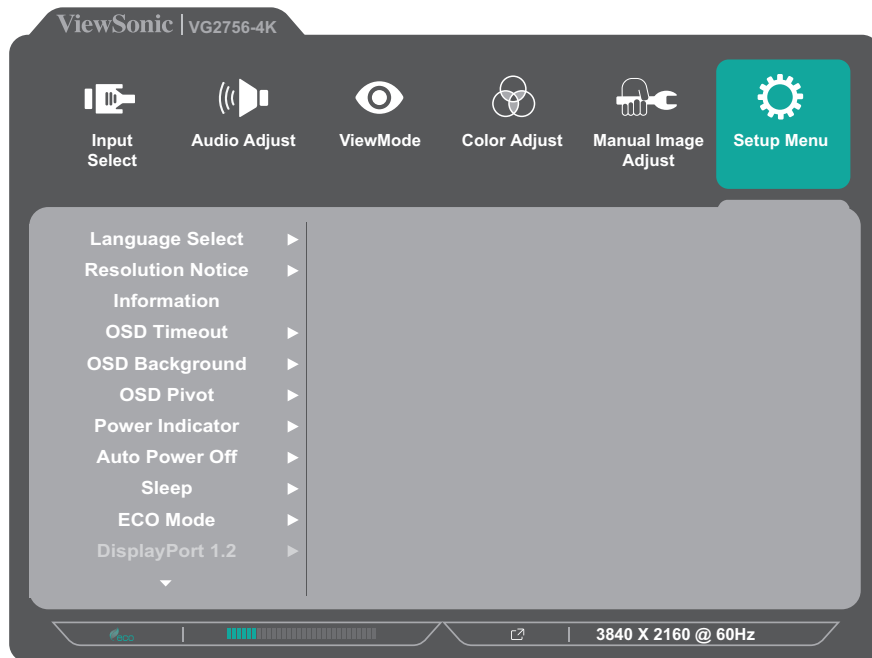 ViewSonic | VG2756-4K
Input
Select
Audio Adjust
ViewMode
Color Adjust
Manual Image
Adjust
Setup Menu
Language Select
Resolution Notice
Information
OSD Timeout
OSD Background
OSD Pivot
Power Indicator
Auto Power Off
Sleep
ECO Mode
DisplayPort 1.2
eco
3840 X 2160 @ 60Hz